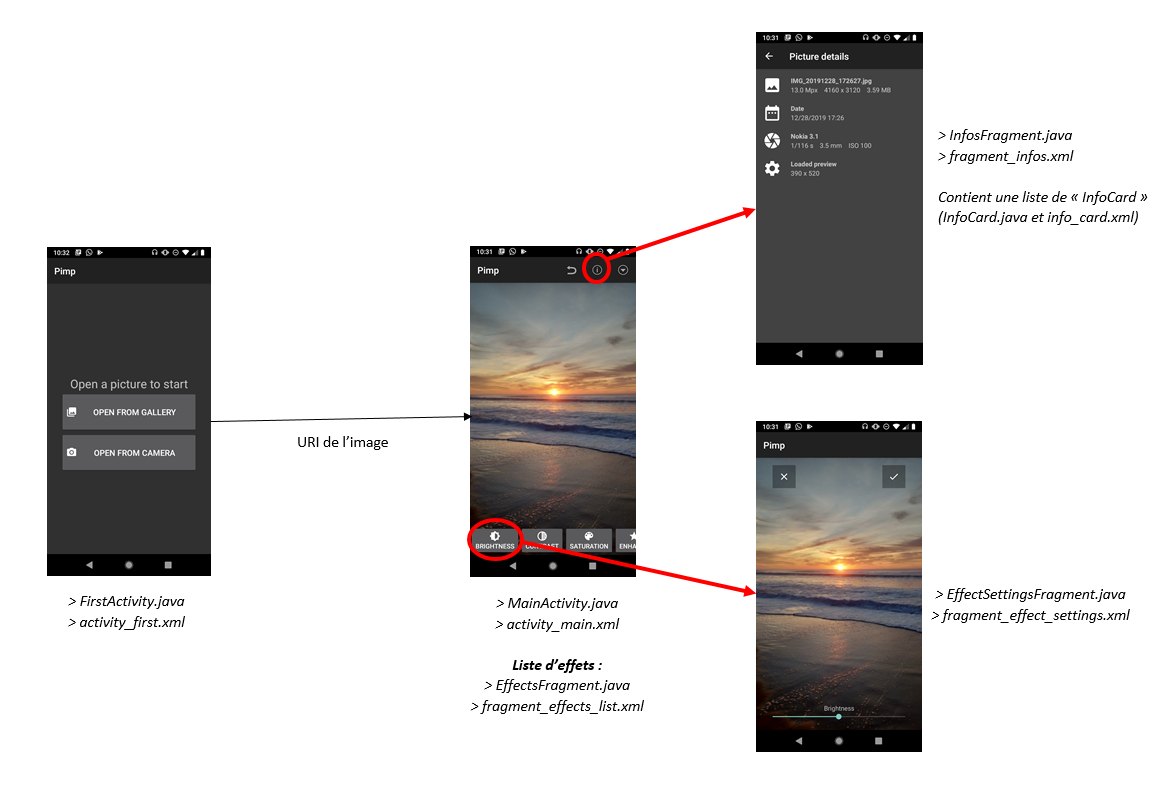 10:32
Pimp
Open a picture to start
OPEN FROM GALLERY
OPEN FROM CAMERA
> FirstActivity.java
> activity_first.xml
URI de l’image
10:31
Pimp
BRIGHTNESS
CONTRAST
SATURATION
ENHA
> MainActivity.java
> activity_main.xml
Liste d’effets :
> EffectsFragment.java
> fragment_effects_list.xml
10:31
Picture details
IMG_20191228_172627.jpg
13.0 Mpx 4160 x 3120 3.59 MB
Date
12/28/2019 17:26
Nokia 3.1
1/116 s 3.5 mm ISO 100
Loaded preview
390 x 520
> InfosFragment.java
> fragment_infos.xml
Contient une liste de « InfoCard »
(InfoCard.java et info_card.xml)
10:31
Pimp
Brightness
> EffectSettingsFragment.java
> fragment_effect_settings.xml